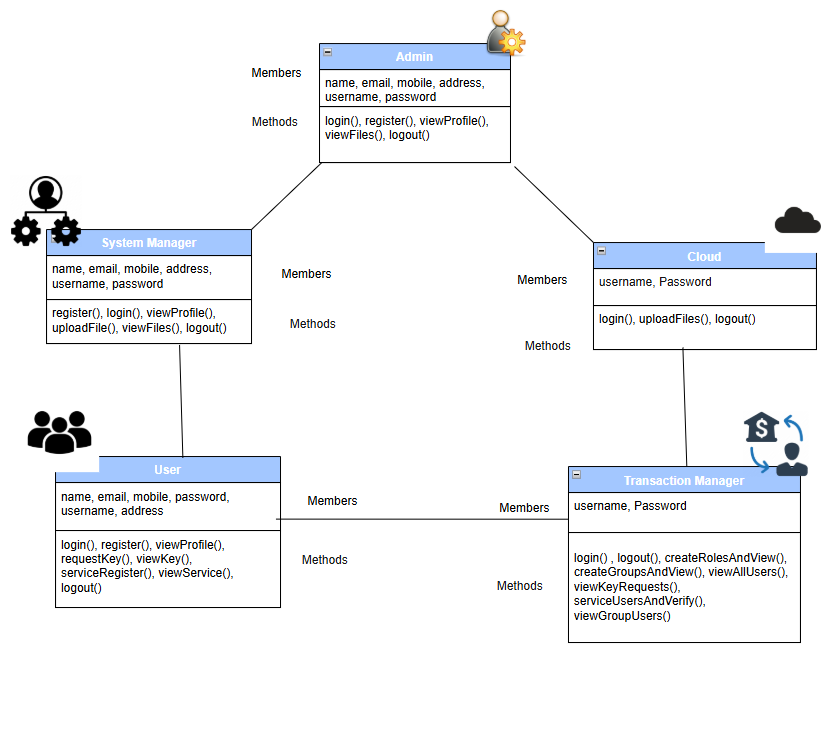 Admin
Members
name, email, mobile, address,
username, password
Methods
login(), register(), viewProfile(),
viewFiles(), logout()
System Manager
name, email, mobile, address,
username, password
Members
register(), login(), viewProfile(),
uploadFile(), viewFiles(), logout()
Methods
Cloud
Members
username, Password
login(), uploadFiles(), logout()
Methods
$
User
name, email, mobile, password,
username, address
Members
login(), register(), viewProfile(),
requestKey(), viewKey(),
serviceRegister(), viewService(),
logout()
Methods
Transaction Manager
Members
username, Password
Methods
login() , logout(), createRolesAndView(),
createGroupsAndView(), viewAllUsers(),
viewKeyRequests(),
serviceUsersAndVerify(),
viewGroupUsers()